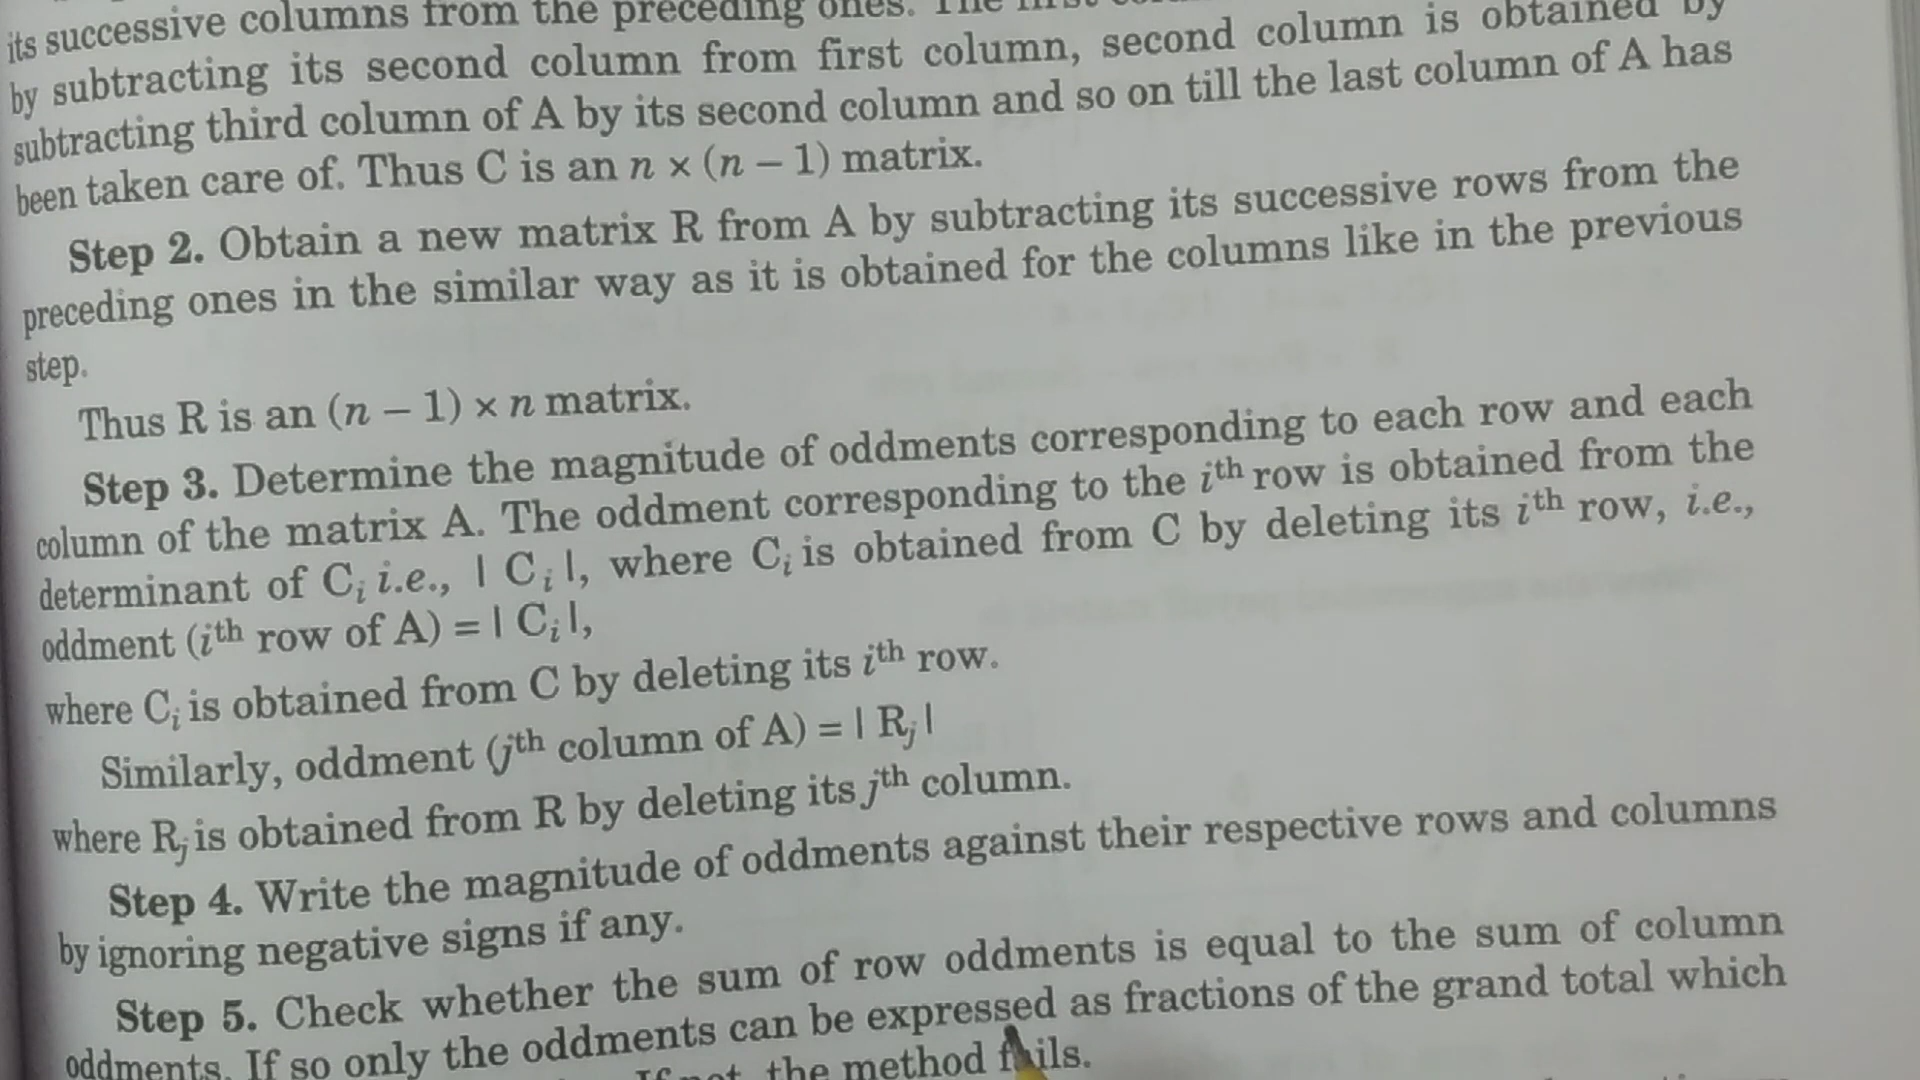 its successive columns from the preceding ones. The first
by subtracting its second column from first column, second column is obtained by
subtracting third column of A by its second column and so on till the last column of A has
been taken care of. Thus C is an n × (n – 1) matrix.
Step 2. Obtain a new matrix R from A by subtracting its successive rows from the
preceding ones in the similar way as it is obtained for the columns like in the previous
step.
Thus R is an (n – 1) × n matrix.
Step 3. Determine the magnitude of oddments corresponding to each row and each
column of the matrix A. The oddment corresponding to the iᵗʰ row is obtained from the
determinant of Cᵢ i.e., | Cᵢ |, where Cᵢ is obtained from C by deleting its iᵗʰ row, i.e.,
oddment (iᵗʰ row of A) = | Cᵢ |,
where Cᵢ is obtained from C by deleting its iᵗʰ row.
Similarly, oddment (jᵗʰ column of A) = | Rⱼ |
where Rⱼ is obtained from R by deleting its jᵗʰ column.
Step 4. Write the magnitude of oddments against their respective rows and columns
by ignoring negative signs if any.
Step 5. Check whether the sum of row oddments is equal to the sum of column
oddments. If so only the oddments can be expressed as fractions of the grand total which
If not, the method fails.